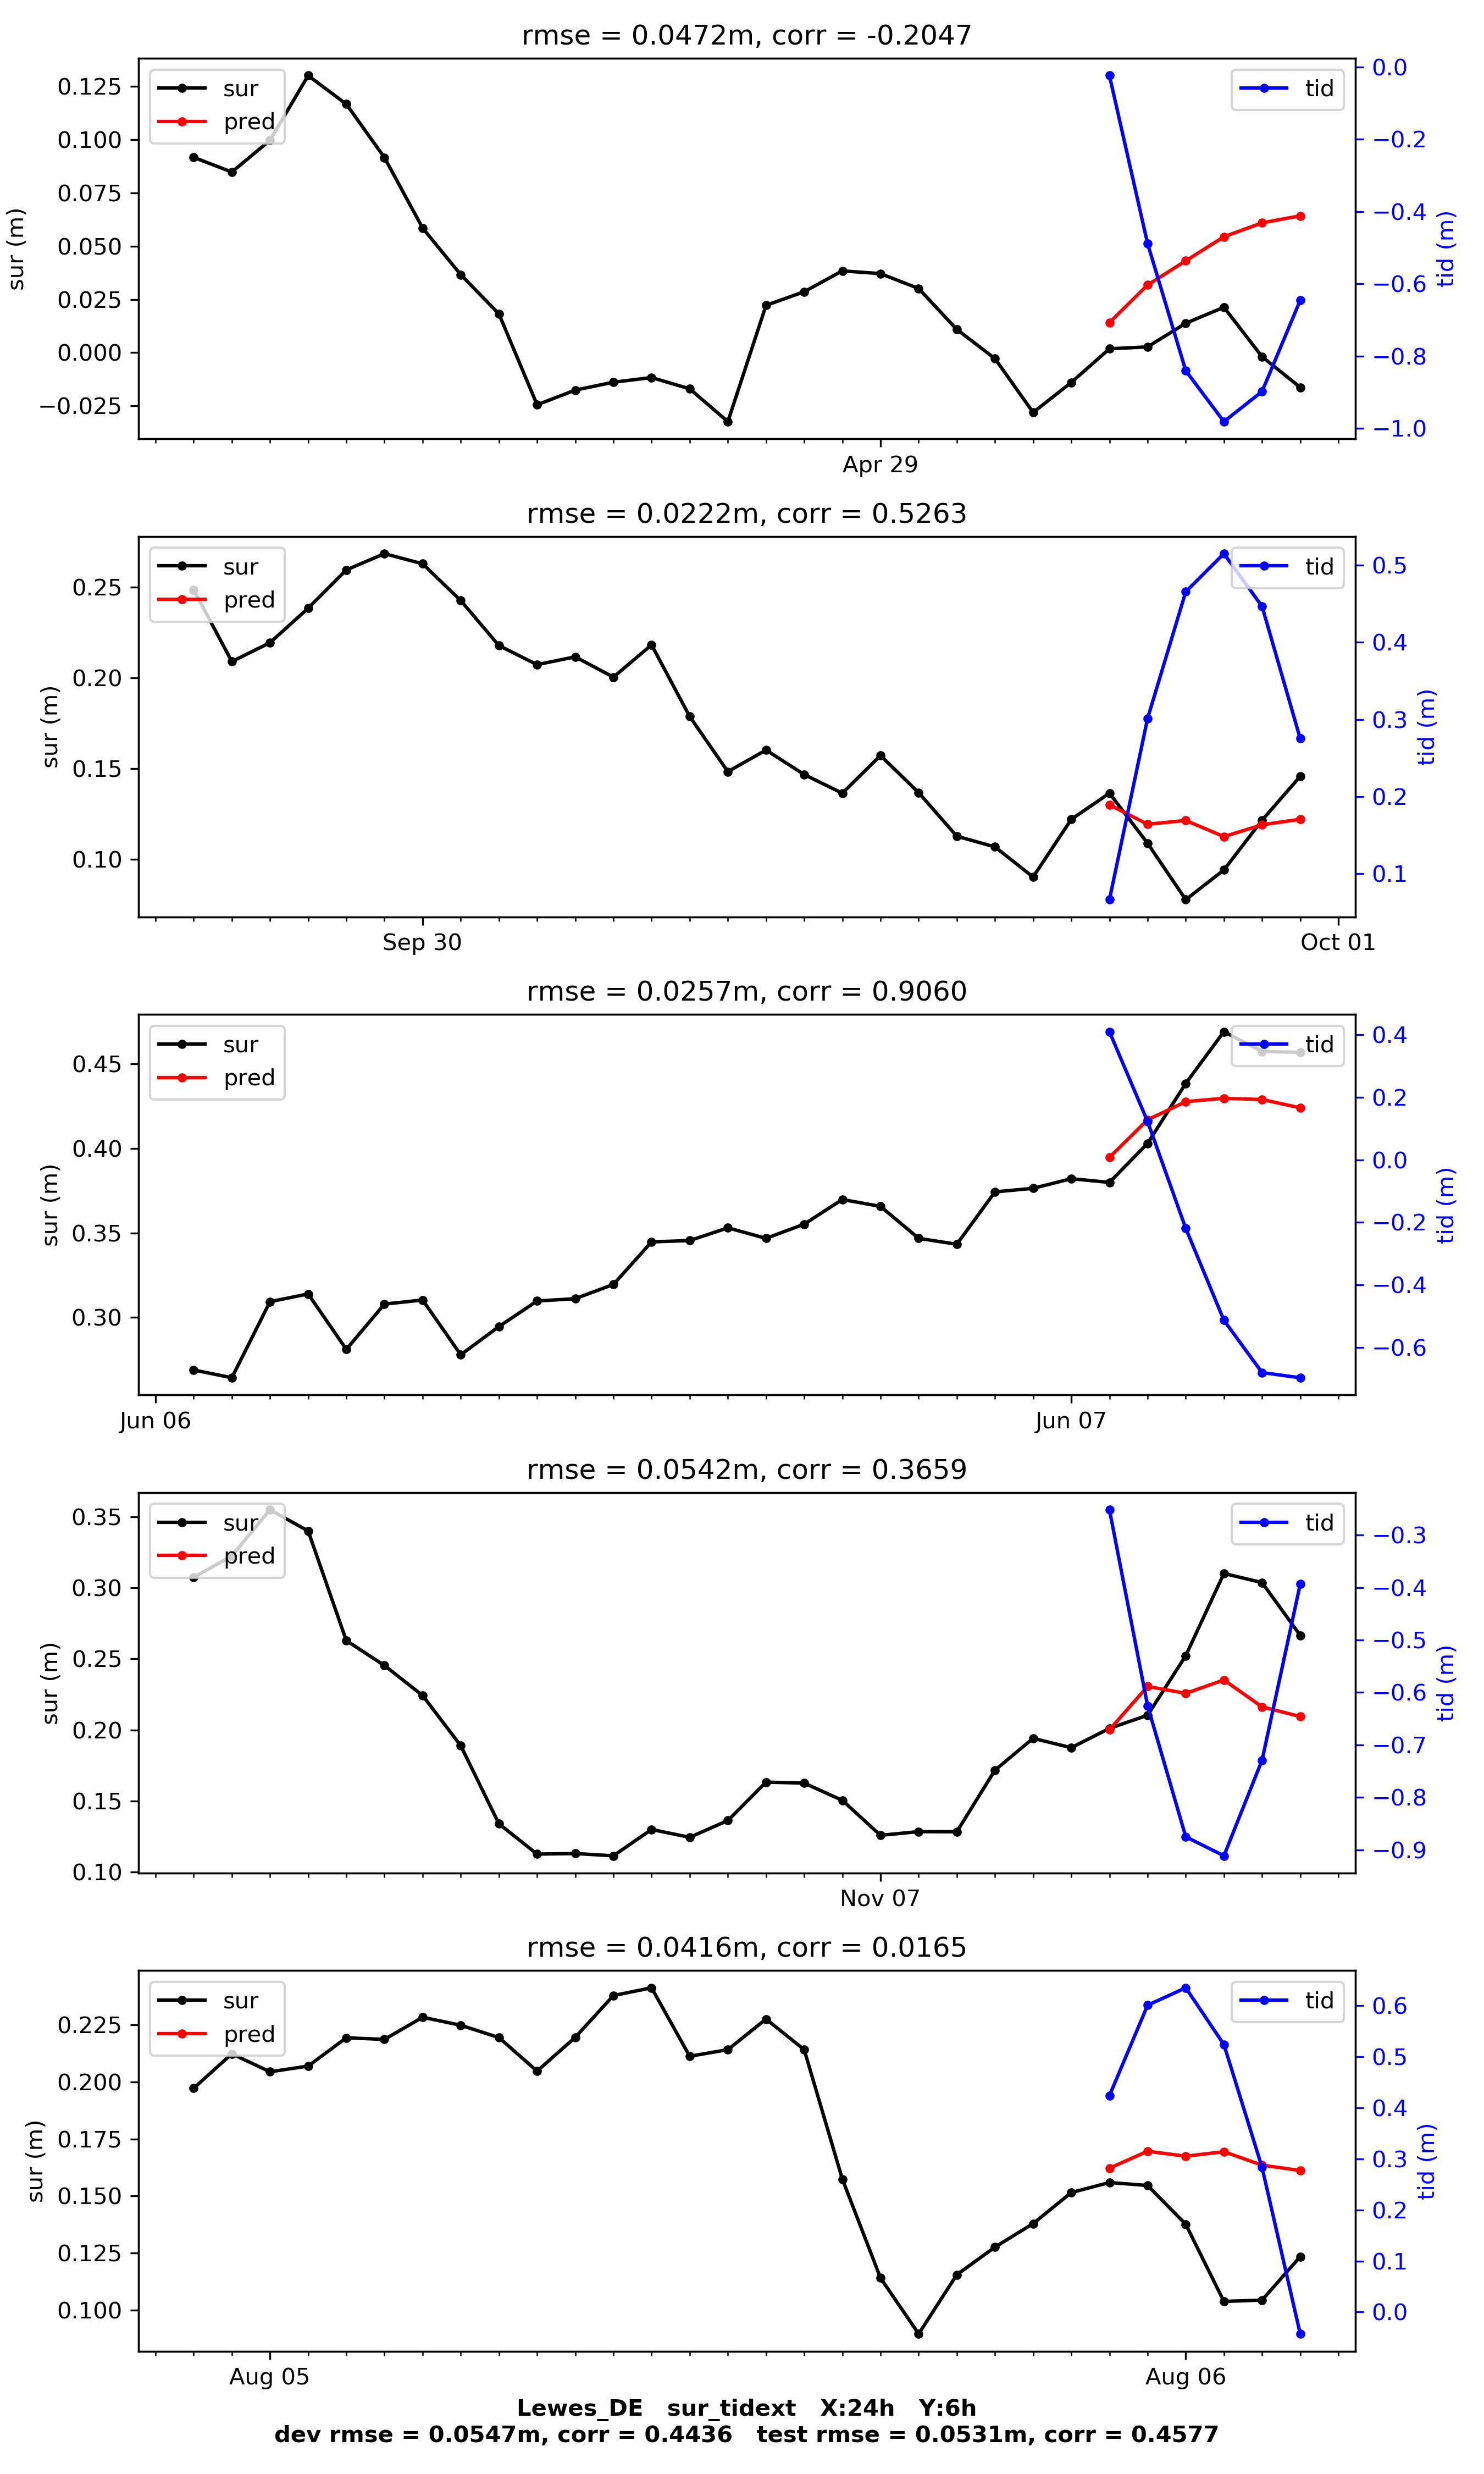 rmse = 0.0472m, corr = -0.2047
sur
pred
tid
0.125
0.100
0.075
0.050
0.025
0.000
−0.025
sur (m)
0.0
−0.2
−0.4
−0.6
−0.8
−1.0
tid (m)
Apr 29
rmse = 0.0222m, corr = 0.5263
sur
pred
tid
0.25
0.20
0.15
0.10
sur (m)
0.5
0.4
0.3
0.2
0.1
tid (m)
Sep 30
Oct 01
rmse = 0.0257m, corr = 0.9060
sur
pred
tid
0.45
0.40
0.35
0.30
sur (m)
0.4
0.2
0.0
−0.2
−0.4
−0.6
tid (m)
Jun 06
Jun 07
rmse = 0.0542m, corr = 0.3659
sur
pred
tid
0.35
0.30
0.25
0.20
0.15
0.10
sur (m)
−0.3
−0.4
−0.5
−0.6
−0.7
−0.8
−0.9
tid (m)
Nov 07
rmse = 0.0416m, corr = 0.0165
sur
pred
tid
0.225
0.200
0.175
0.150
0.125
0.100
sur (m)
0.6
0.5
0.4
0.3
0.2
0.1
0.0
tid (m)
Aug 05
Aug 06
Lewes_DE sur_tidext X:24h Y:6h
dev rmse = 0.0547m, corr = 0.4436 test rmse = 0.0531m, corr = 0.4577